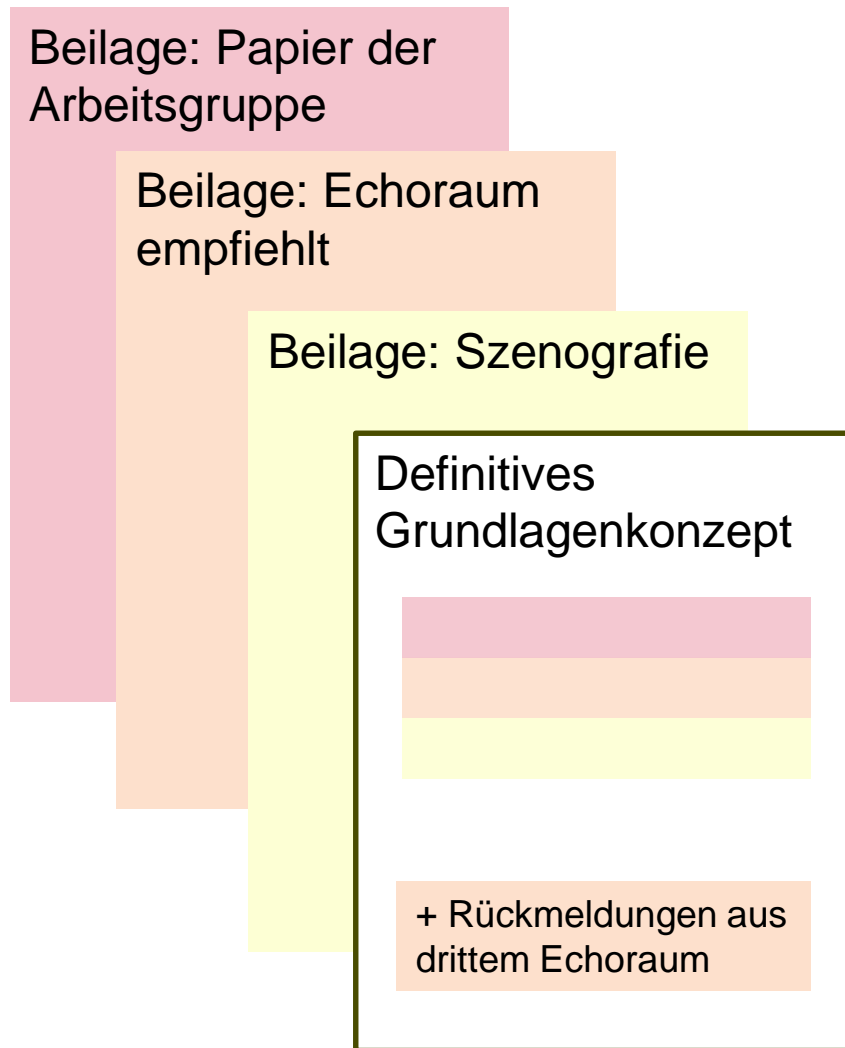 Beilage: Papier der
Arbeitsgruppe
Beilage: Echoraum
empfiehlt
Beilage: Szenografie
Definitives
Grundlagenkonzept
+ Rückmeldungen aus
drittem Echoraum